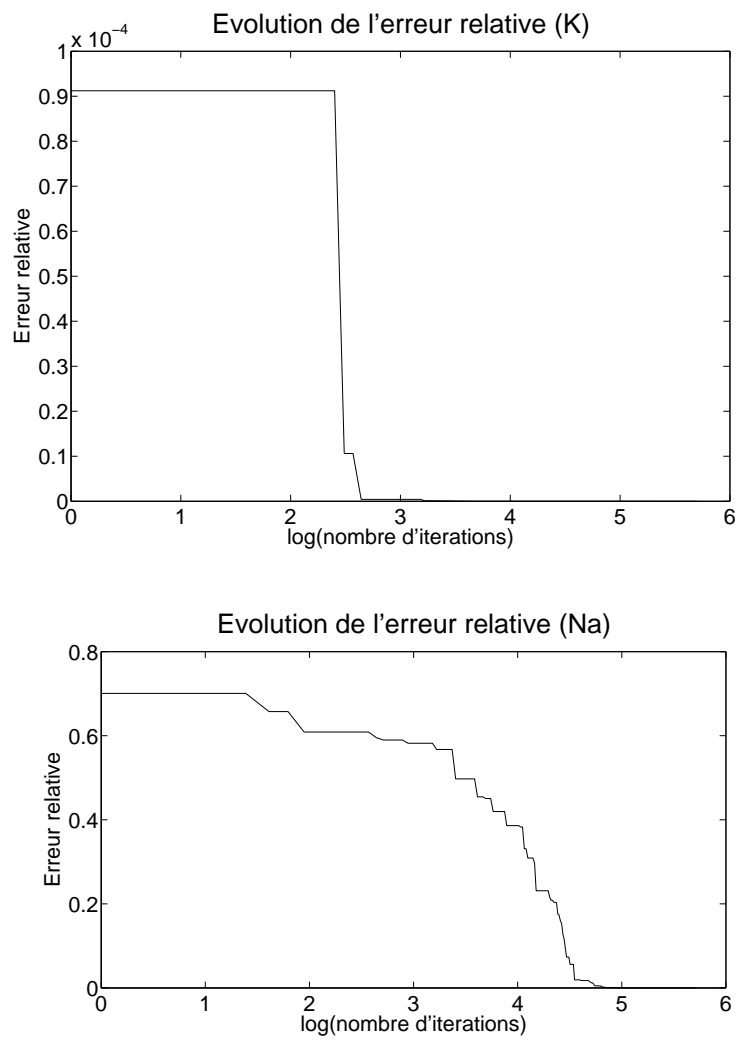 Evolution de l'erreur relative (K)
x 10⁻⁴
1
0.9
0.8
0.7
0.6
0.5
0.4
0.3
0.2
0.1
0
Erreur relative
0 1 2 3 4 5 6
log(nombre d'iterations)
Evolution de l'erreur relative (Na)
0.8
0.6
0.4
0.2
0
Erreur relative
0 1 2 3 4 5 6
log(nombre d'iterations)